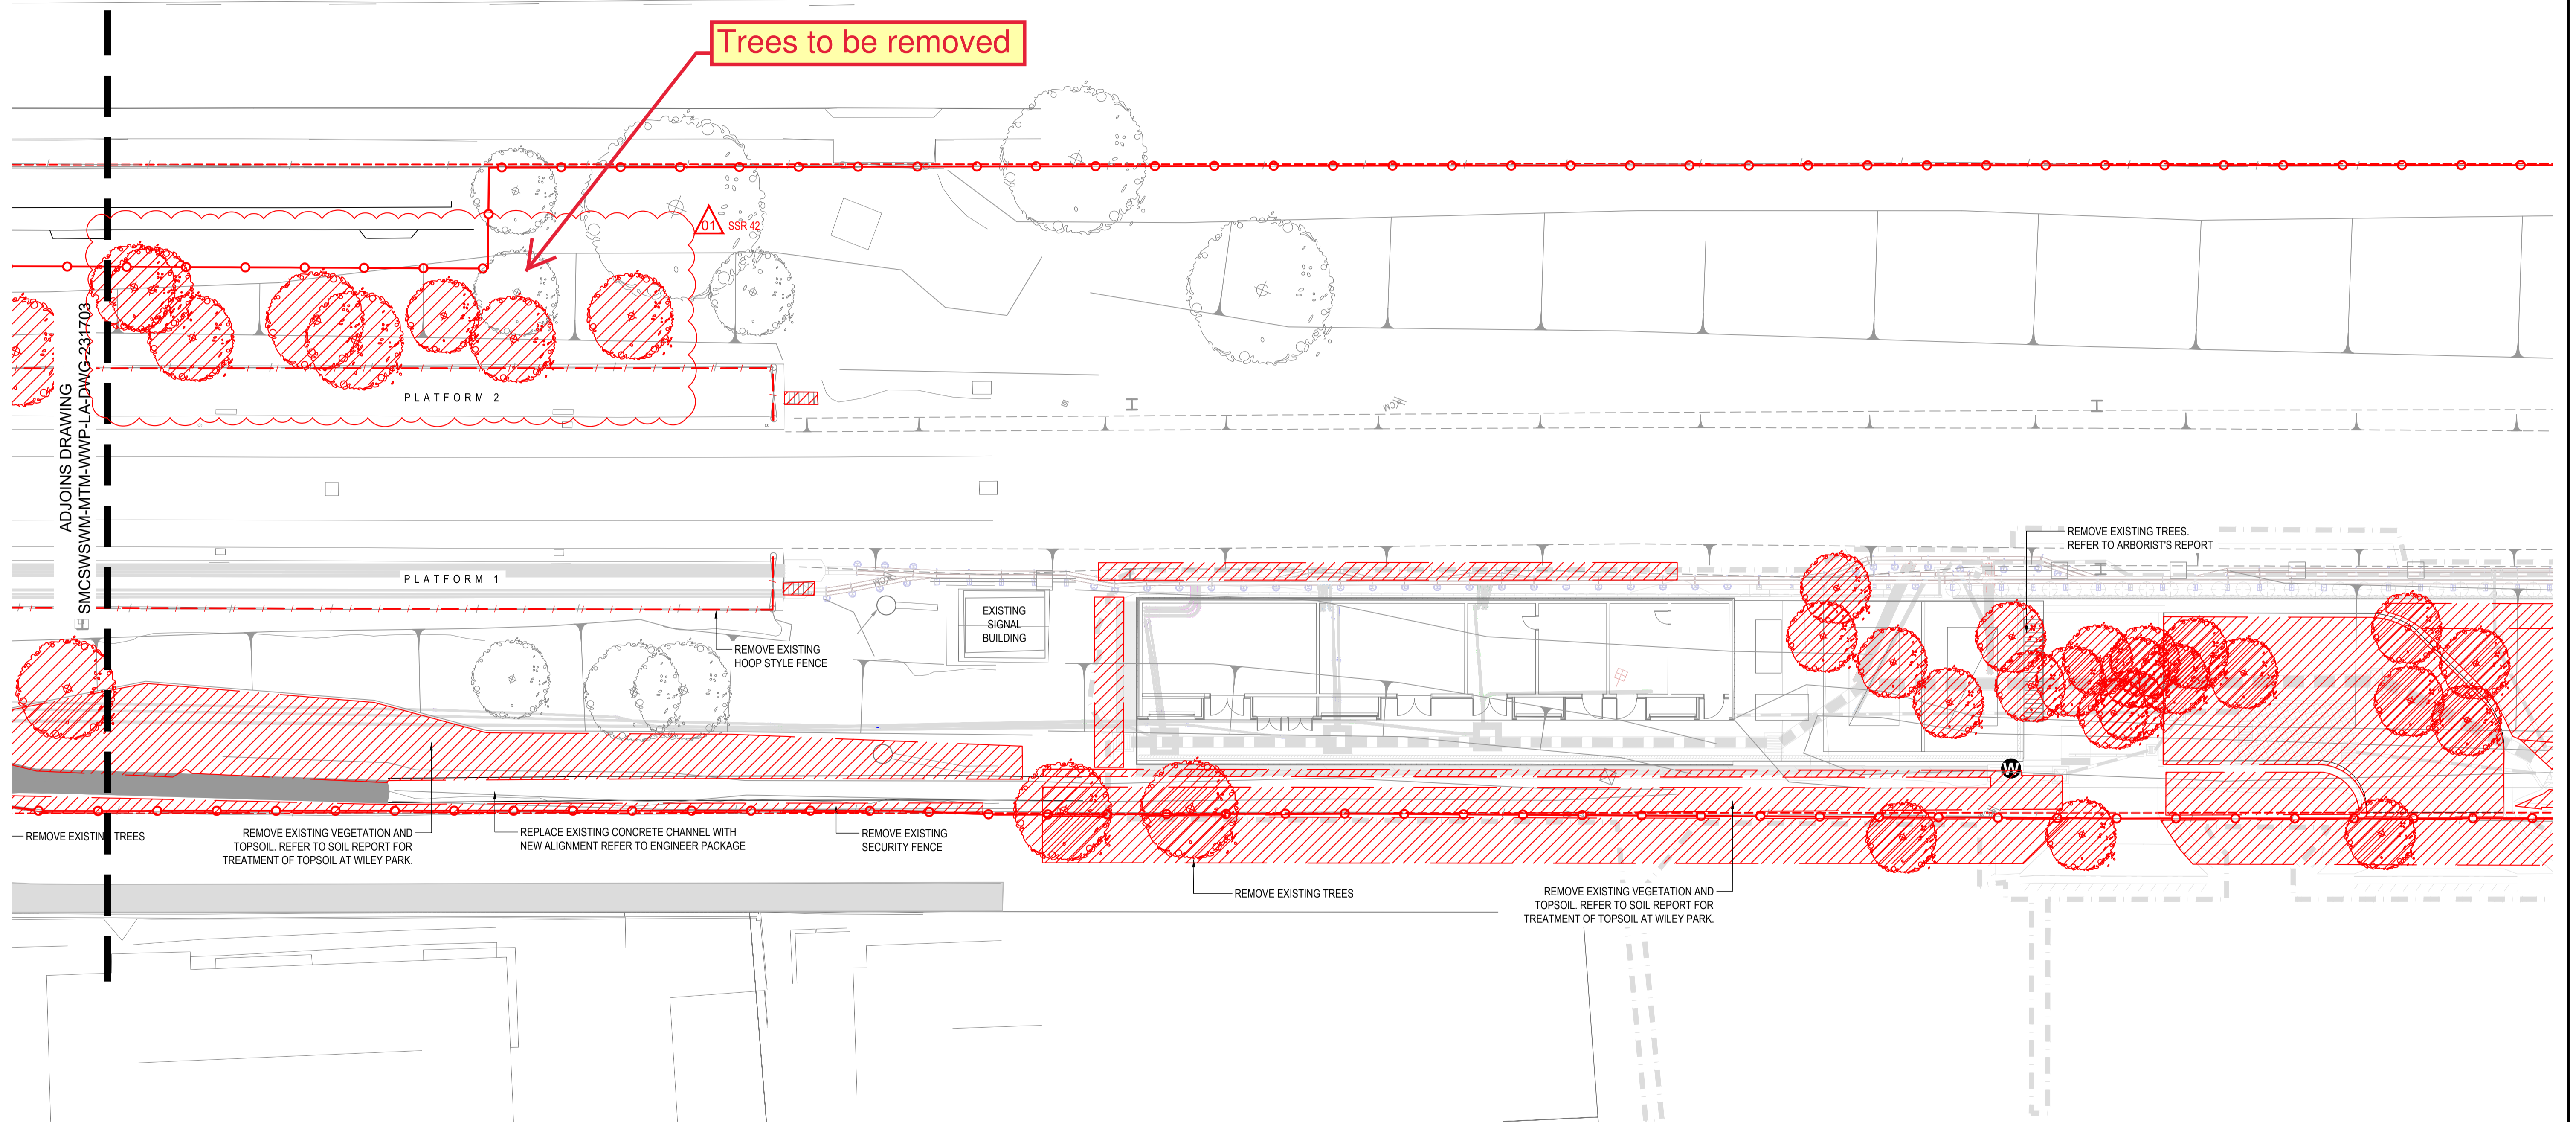 Trees to be removed
01
SSR 42
ADJOINS DRAWING
SMCSWSWM-MTM-WWP-LA-DWG-231703
PLATFORM 2
PLATFORM 1
EXISTING
SIGNAL
BUILDING
REMOVE EXISTING TREES.
REFER TO ARBORIST'S REPORT
REMOVE EXISTING
HOOP STYLE FENCE
W
REMOVE EXISTING TREES
REMOVE EXISTING VEGETATION AND
TOPSOIL. REFER TO SOIL REPORT FOR
TREATMENT OF TOPSOIL AT WILEY PARK.
REPLACE EXISTING CONCRETE CHANNEL WITH
NEW ALIGNMENT REFER TO ENGINEER PACKAGE
REMOVE EXISTING
SECURITY FENCE
REMOVE EXISTING TREES
REMOVE EXISTING VEGETATION AND
TOPSOIL. REFER TO SOIL REPORT FOR
TREATMENT OF TOPSOIL AT WILEY PARK.